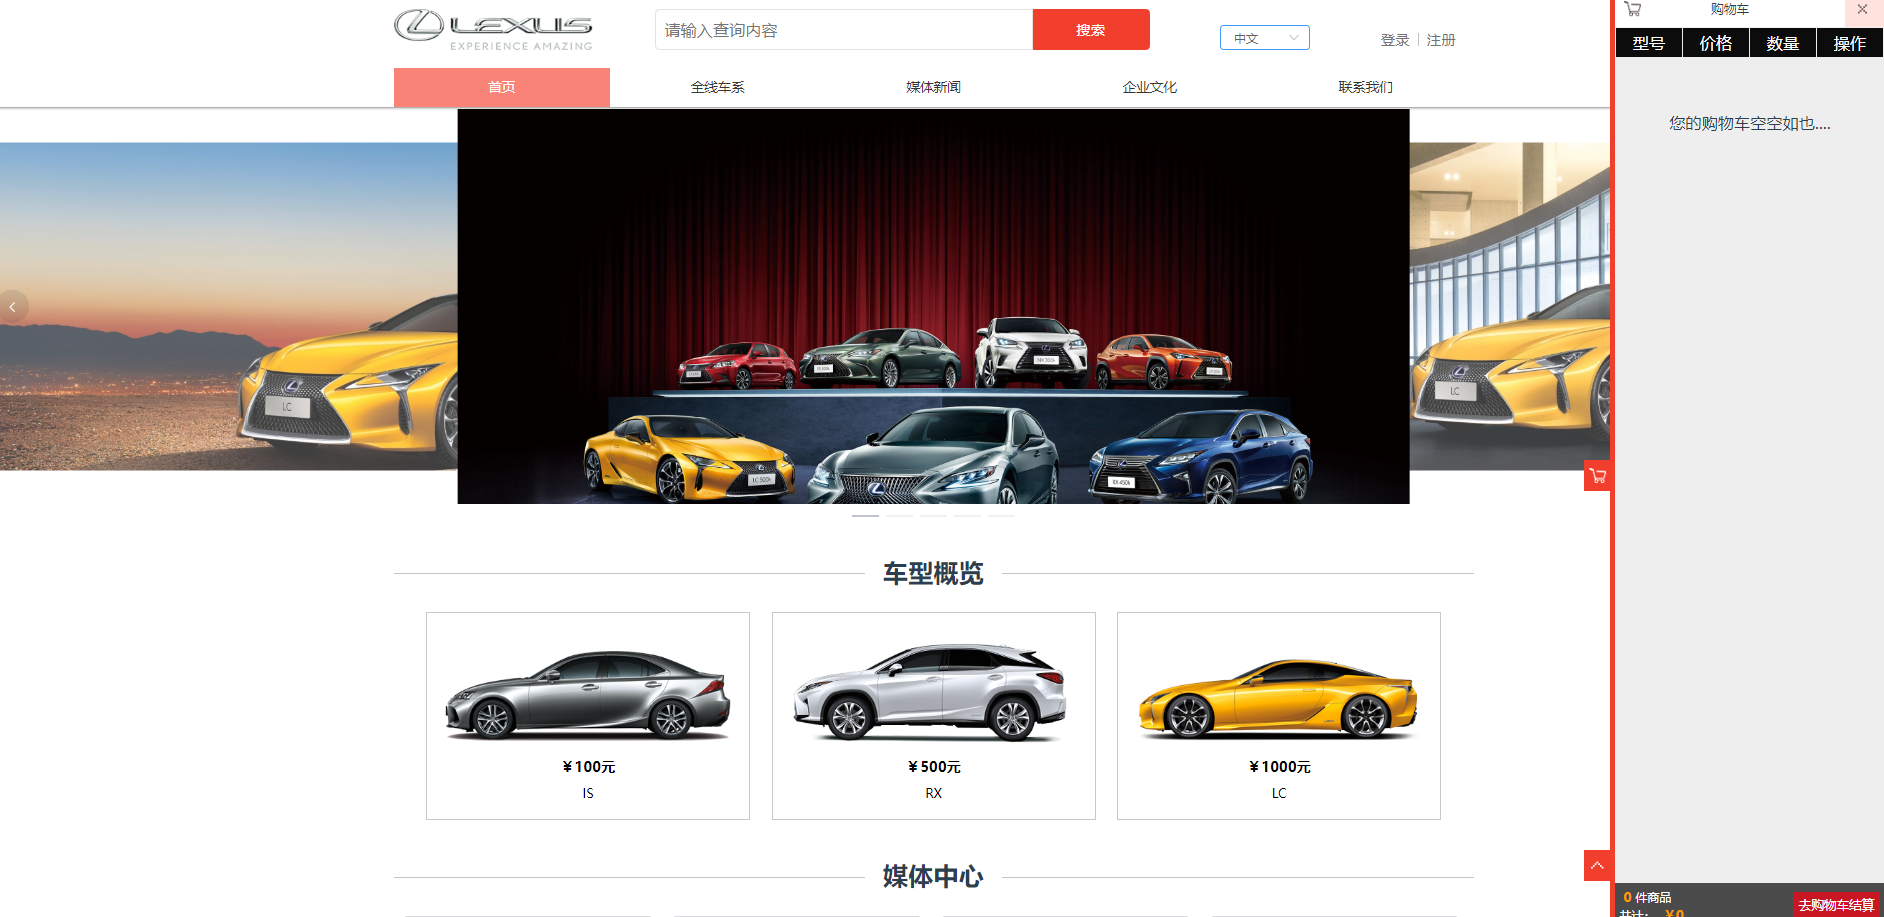 LEXUS
EXPERIENCE AMAZING
请输入查询内容
搜索
中文
登录
注册
首页
全线车系
媒体新闻
企业文化
联系我们
购物车
型号 价格 数量 操作
您的购物车空空如也....
LC
LC
LC 500h
RX 450h
车型概览
¥100元
IS
¥500元
RX
¥1000元
LC
媒体中心
0 件商品
共计: ¥0
去购物车结算